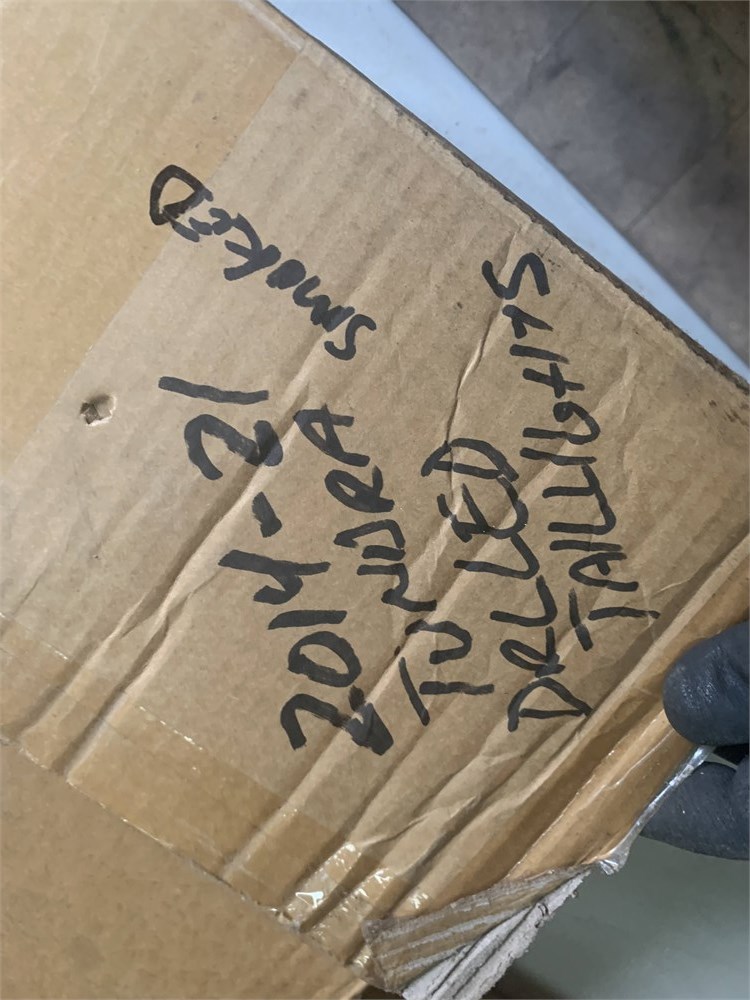 2014-21
TUNDRA
DRL LED
TAILLIGHTS
SMOKED